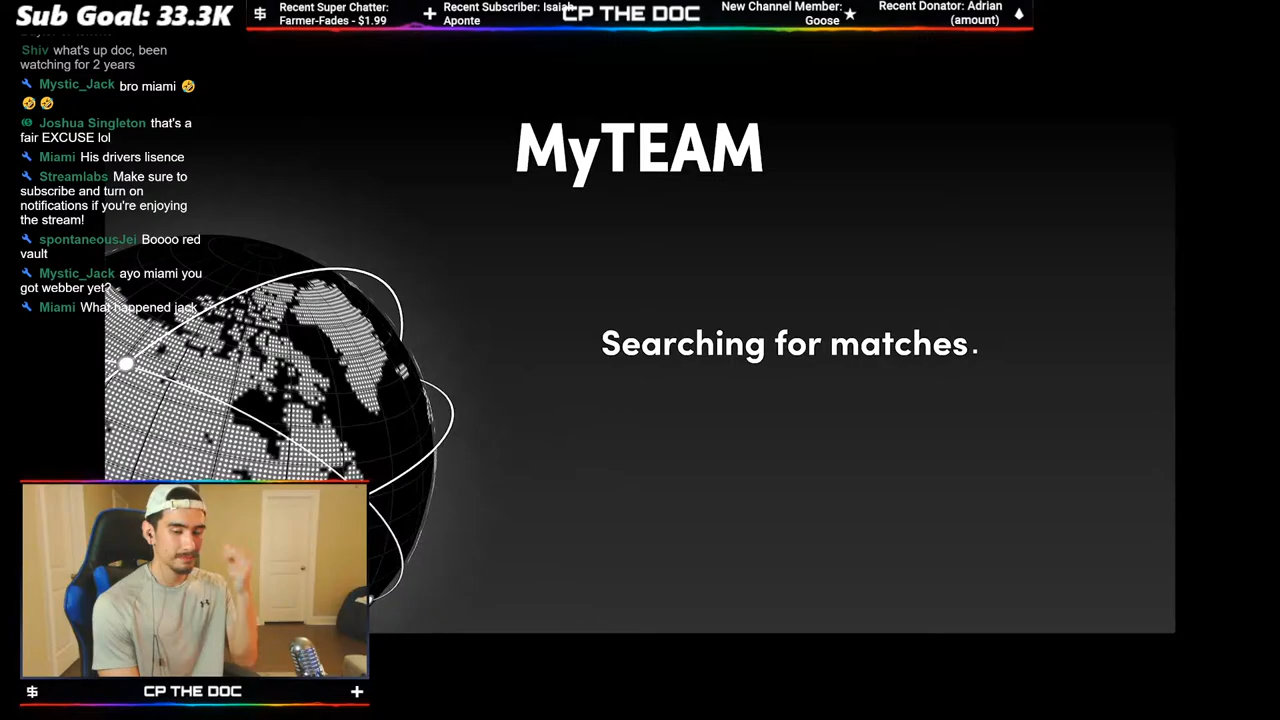 Sub Goal: 33.3K
Recent Super Chatter:
Farmer-Fades - $1.99
Recent Subscriber: Isaiah
Aponte
CP THE DOC
New Channel Member:
Goose
Recent Donator: Adrian
(amount)
Shiv what's up doc, been
watching for 2 years
Mystic_Jack bro miami 🤣
🤣 🤣
Joshua Singleton that's a
fair EXCUSE lol
Miami His drivers lisence
Streamlabs Make sure to
subscribe and turn on
notifications if you're enjoying
the stream!
spontaneousJei Boooo red
vault
Mystic_Jack ayo miami you
got webber yet?
Miami What happened jack
MyTEAM
Searching for matches.
CP THE DOC